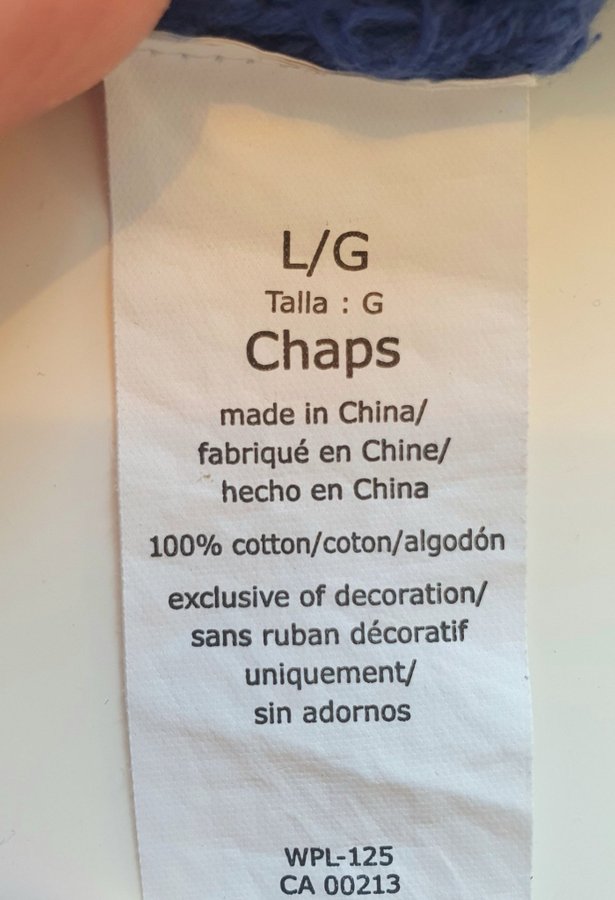 L/G
Talla : G
Chaps
made in China/
fabriqué en Chine/
hecho en China
100% cotton/coton/algodón
exclusive of decoration/
sans ruban décoratif
uniquement/
sin adornos
WPL-125
CA 00213